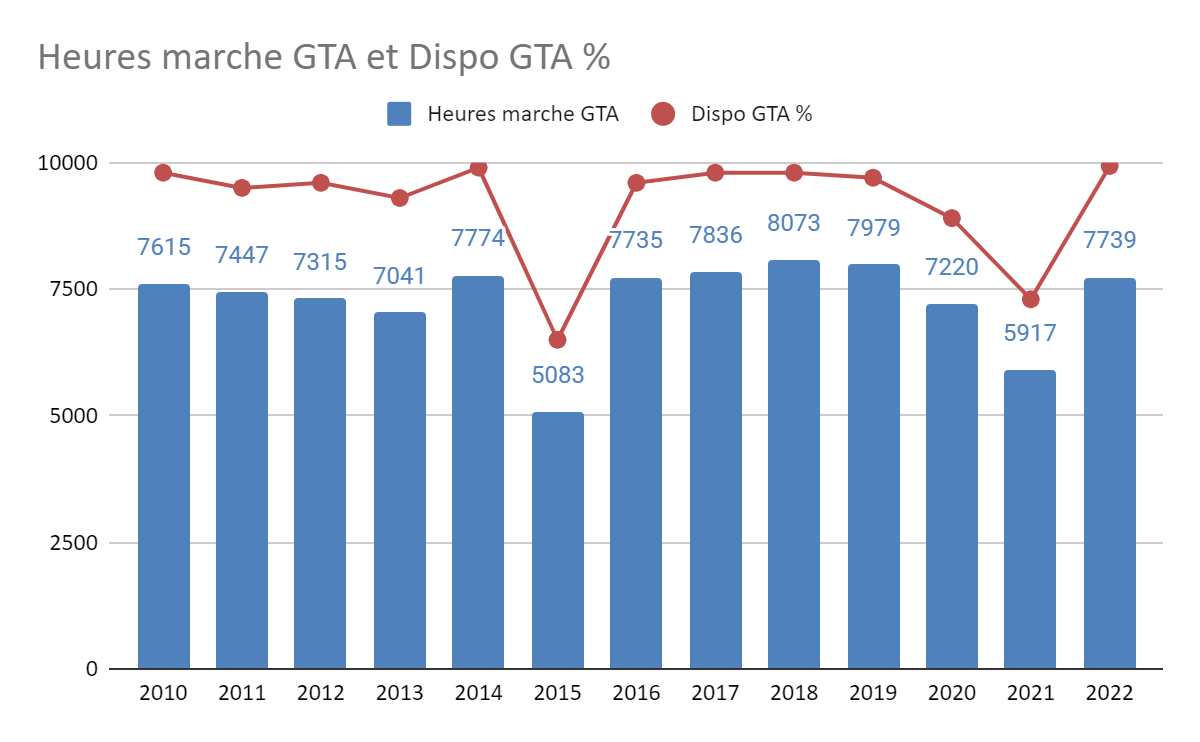 Heures marche GTA et Dispo GTA %
Heures marche GTA Dispo GTA %
10000
7500
5000
2500
0
7615 7447 7315 7041 7774 5083 7735 7836 8073 7979 7220 5917 7739
2010 2011 2012 2013 2014 2015 2016 2017 2018 2019 2020 2021 2022